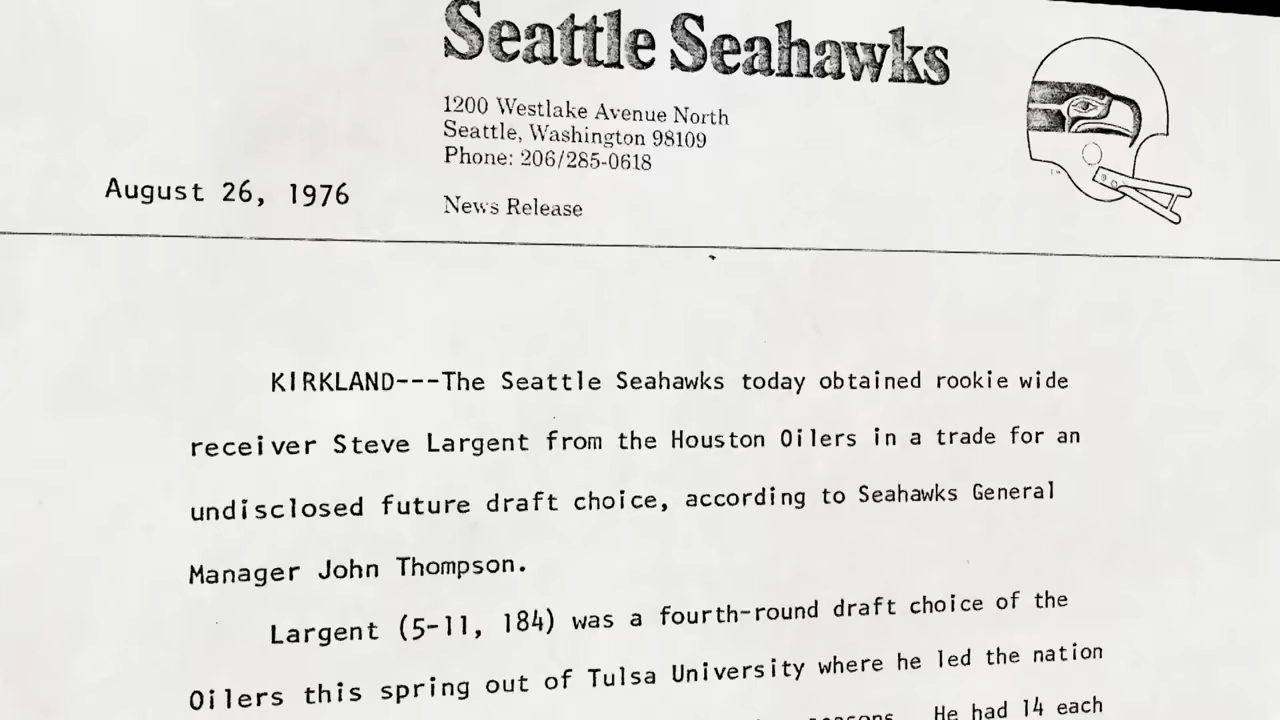 Seattle Seahawks
1200 Westlake Avenue North
Seattle, Washington 98109
Phone: 206/285-0618
August 26, 1976
News Release
KIRKLAND---The Seattle Seahawks today obtained rookie wide
receiver Steve Largent from the Houston Oilers in a trade for an
undisclosed future draft choice, according to Seahawks General
Manager John Thompson.
Largent (5-11, 184) was a fourth-round draft choice of the
Oilers this spring out of Tulsa University where he led the nation
He had 14 each